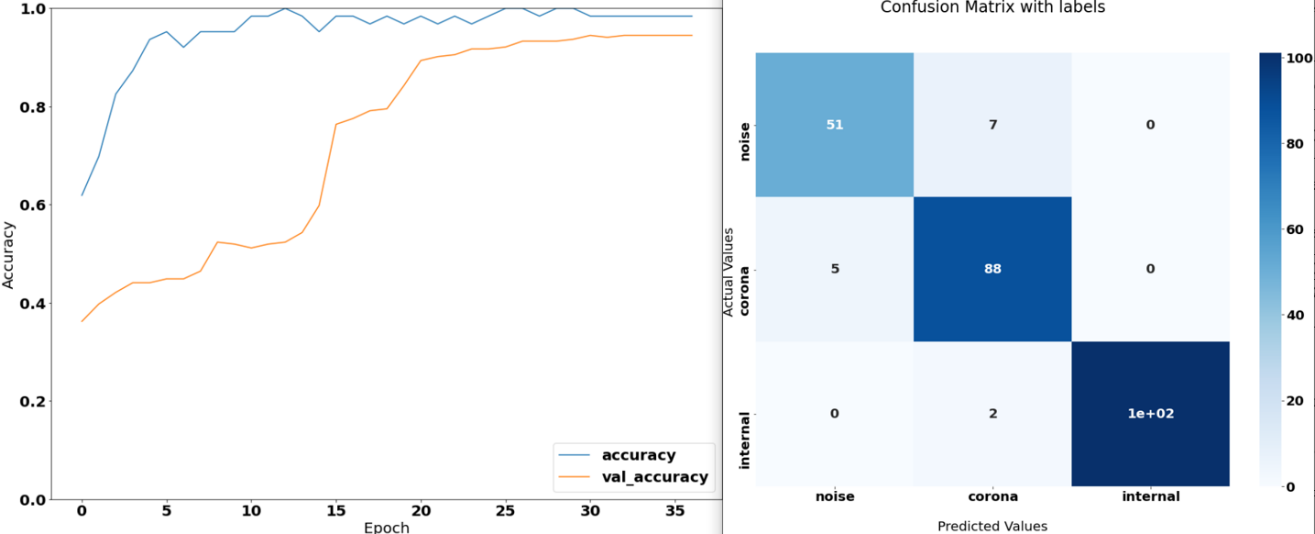 1.0
0.8
0.6
0.4
0.2
0.0
Accuracy
0 5 10 15 20 25 30 35
Epoch
accuracy
val_accuracy
Confusion Matrix with labels
Actual Values
noise
corona
internal
51 7 0
5 88 0
0 2 1e+02
noise corona internal
Predicted Values
100
80
60
40
20
0